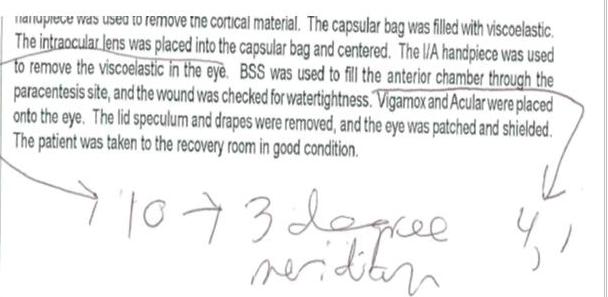 handpiece was used to remove the cortical material. The capsular bag was filled with viscoelastic.
The intraocular lens was placed into the capsular bag and centered. The I/A handpiece was used
to remove the viscoelastic in the eye. BSS was used to fill the anterior chamber through the
paracentesis site, and the wound was checked for watertightness. Vigamox and Acular were placed
onto the eye. The lid speculum and drapes were removed, and the eye was patched and shielded.
The patient was taken to the recovery room in good condition.
→ 10 → 3 degree
meridian